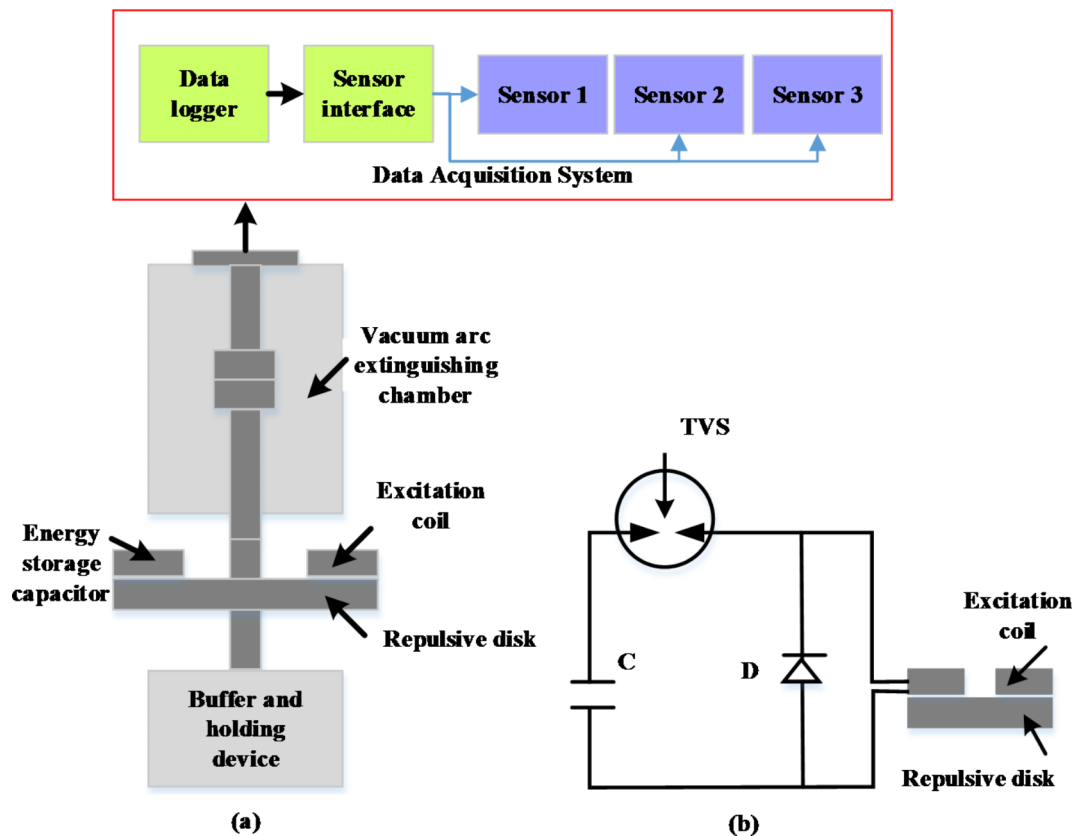 Data
logger
Sensor
interface
Sensor 1
Sensor 2
Sensor 3
Data Acquisition System
Vacuum arc
extinguishing
chamber
Excitation
coil
Energy
storage
capacitor
Repulsive disk
Buffer and
holding
device
(a)
TVS
C
D
Excitation
coil
Repulsive disk
(b)